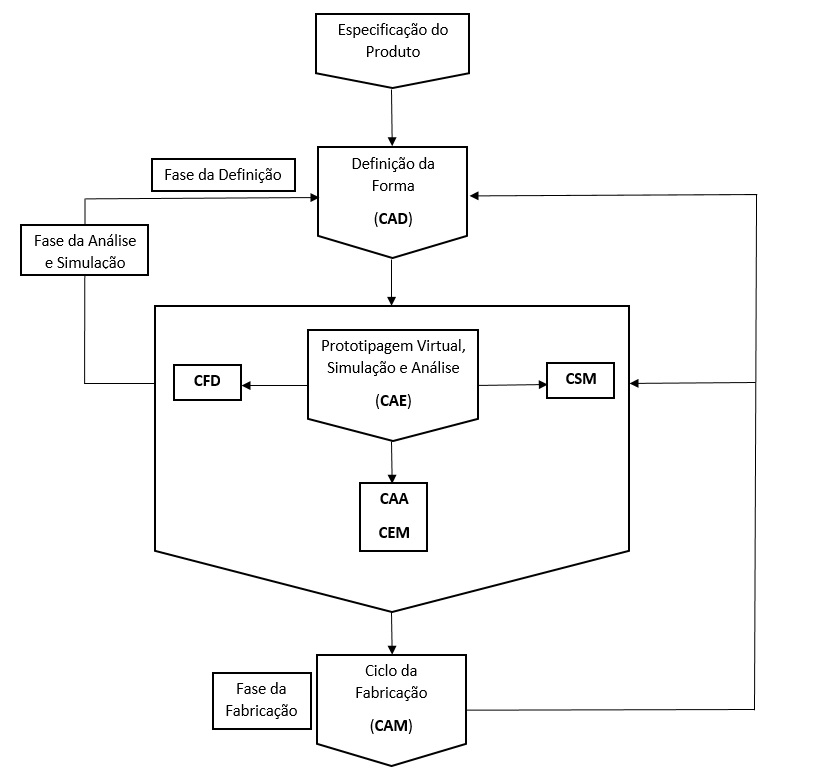 Especificação do
Produto
Fase da Definição
Definição da
Forma
(CAD)
Fase da Análise
e Simulação
Prototipagem Virtual,
Simulação e Análise
(CAE)
CFD
CSM
CAA
CEM
Fase da
Fabricação
Ciclo da
Fabricação
(CAM)